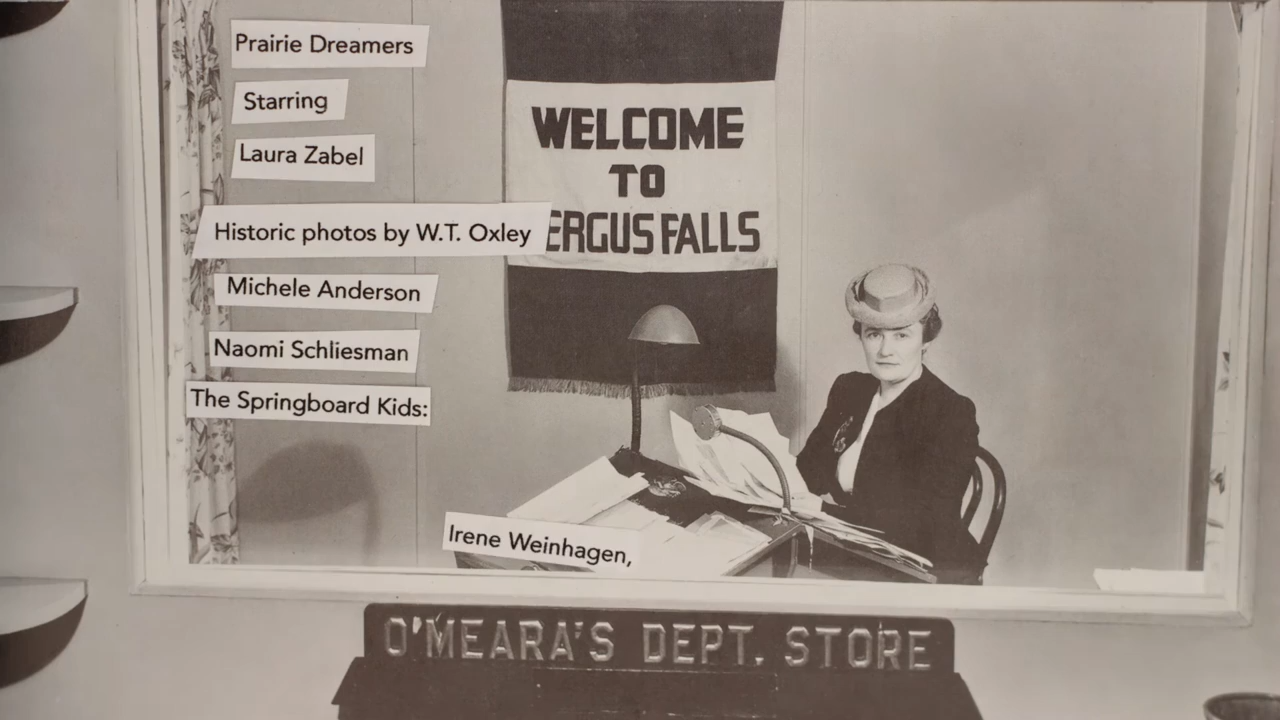 Prairie Dreamers
Starring
Laura Zabel
Historic photos by W.T. Oxley
Michele Anderson
Naomi Schliesman
The Springboard Kids:
Irene Weinhagen,
WELCOME
TO
ERGUS FALLS
O'MEARA'S DEPT. STORE